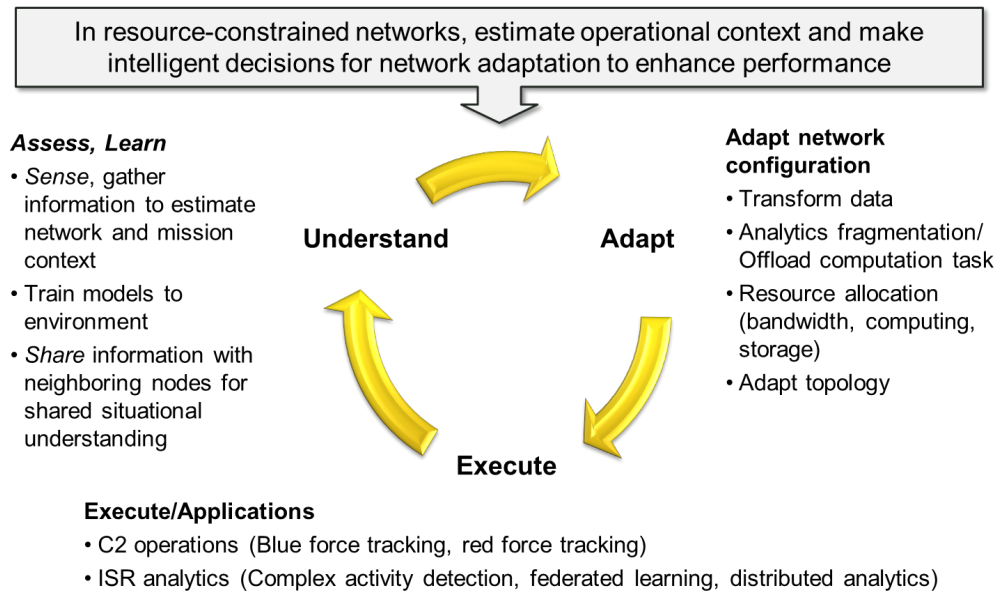 In resource-constrained networks, estimate operational context and make
intelligent decisions for network adaptation to enhance performance
Assess, Learn
• Sense, gather
information to estimate
network and mission
context
• Train models to
environment
• Share information with
neighboring nodes for
shared situational
understanding
Understand
Adapt
Execute
Adapt network
configuration
• Transform data
• Analytics fragmentation/
Offload computation task
• Resource allocation
(bandwidth, computing,
storage)
• Adapt topology
Execute/Applications
• C2 operations (Blue force tracking, red force tracking)
• ISR analytics (Complex activity detection, federated learning, distributed analytics)